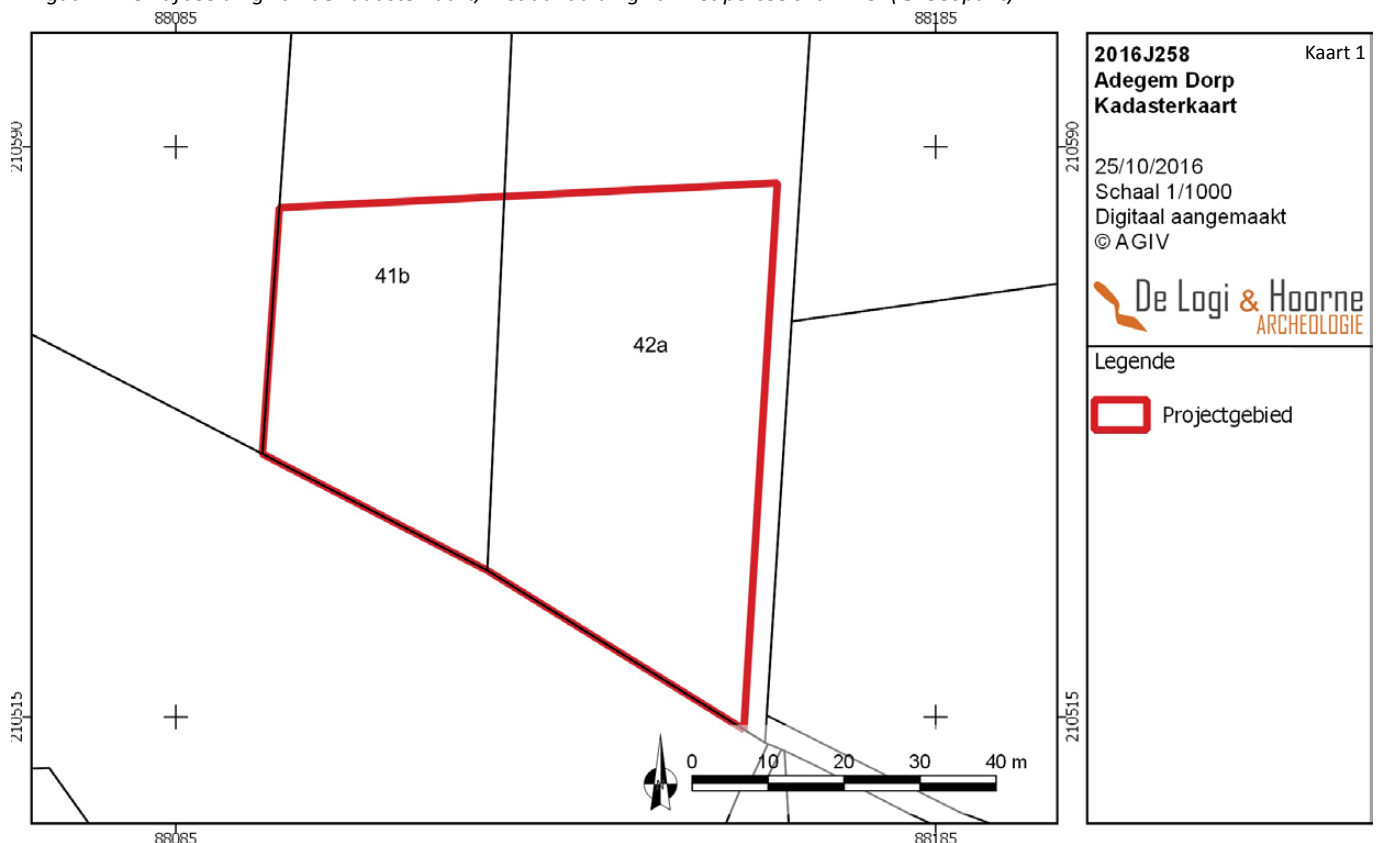 88085
88185
2016J258
Kaart 1
Adegem Dorp
Kadasterkaart
210590
210590
25/10/2016
Schaal 1/1000
Digitaal aangemaakt
© AGIV
De Logi & Hoorne
ARCHEOLOGIE
41b
42a
Legende
Projectgebied
210515
210515
0 10 20 30 40 m
N
88085
88185